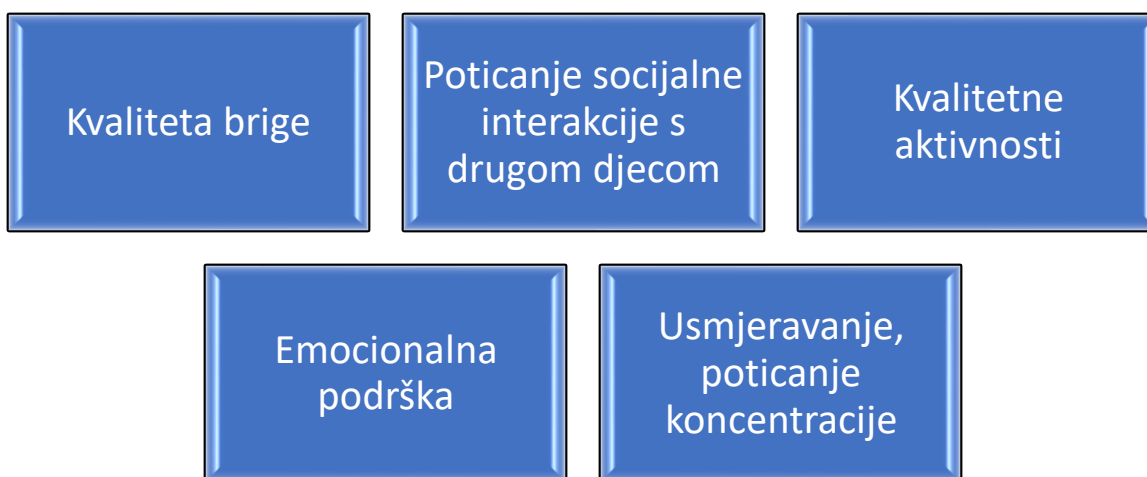 Kvaliteta brige
Poticanje socijalne
interakcije s
drugom djecom
Kvalitetne
aktivnosti
Emocionalna
podrška
Usmjeravanje,
poticanje
koncentracije